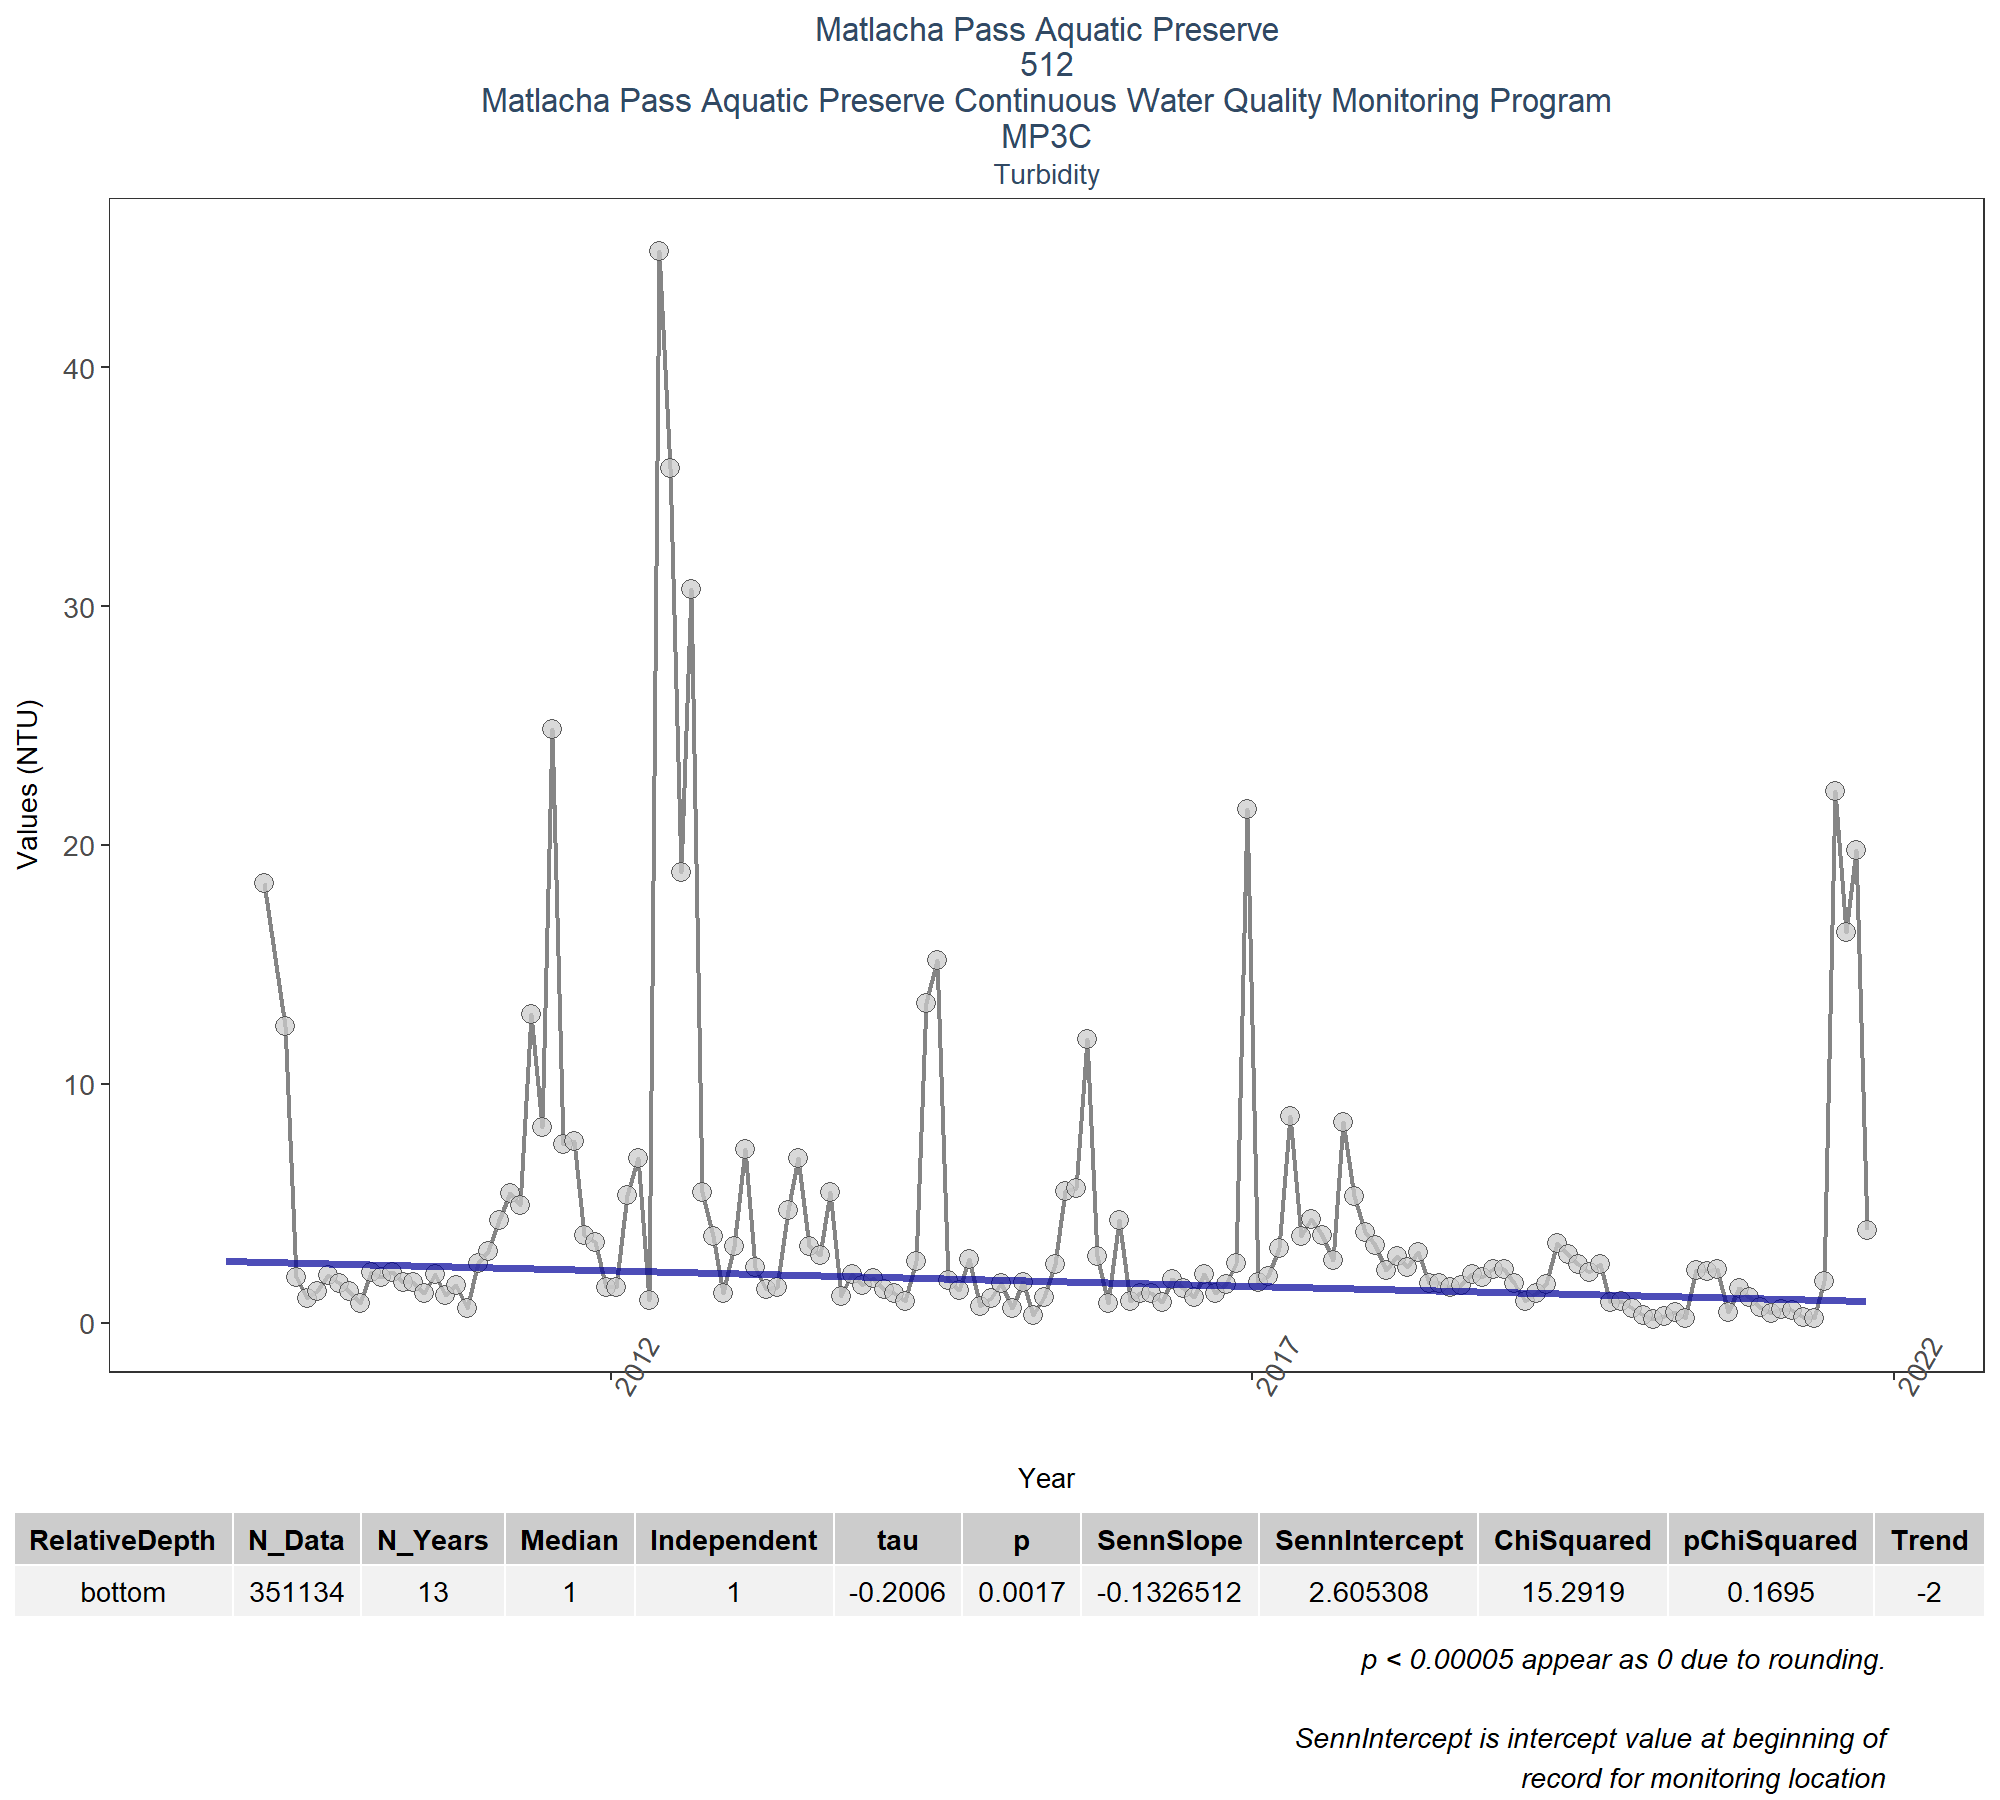 Matlacha Pass Aquatic Preserve
512
Matlacha Pass Aquatic Preserve Continuous Water Quality Monitoring Program
MP3C
Turbidity
Values (NTU)
40
30
20
10
0
2012
2017
2022
Year
RelativeDepth N_Data N_Years Median Independent tau p SennSlope SennIntercept ChiSquared pChiSquared Trend
bottom 351134 13 1 1 -0.2006 0.0017 -0.1326512 2.605308 15.2919 0.1695 -2
p < 0.00005 appear as 0 due to rounding.
SennIntercept is intercept value at beginning of
record for monitoring location